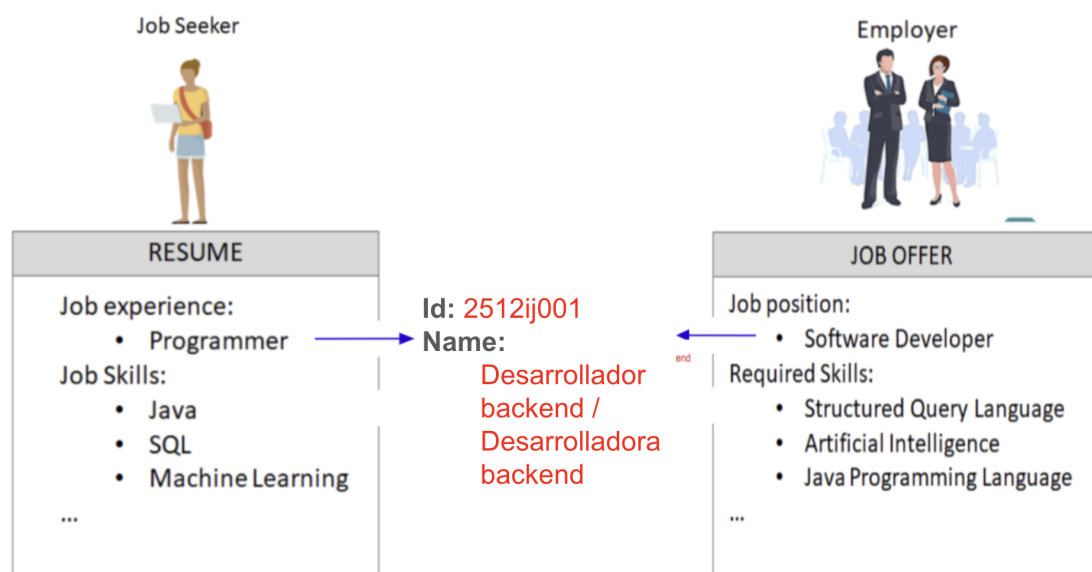 Job Seeker
Employer
RESUME
Job experience:
• Programmer
Job Skills:
• Java
• SQL
• Machine Learning
...
Id: 2512ij001
Name:
Desarrollador
backend /
Desarrolladora
backend
end
JOB OFFER
Job position:
• Software Developer
Required Skills:
• Structured Query Language
• Artificial Intelligence
• Java Programming Language
...